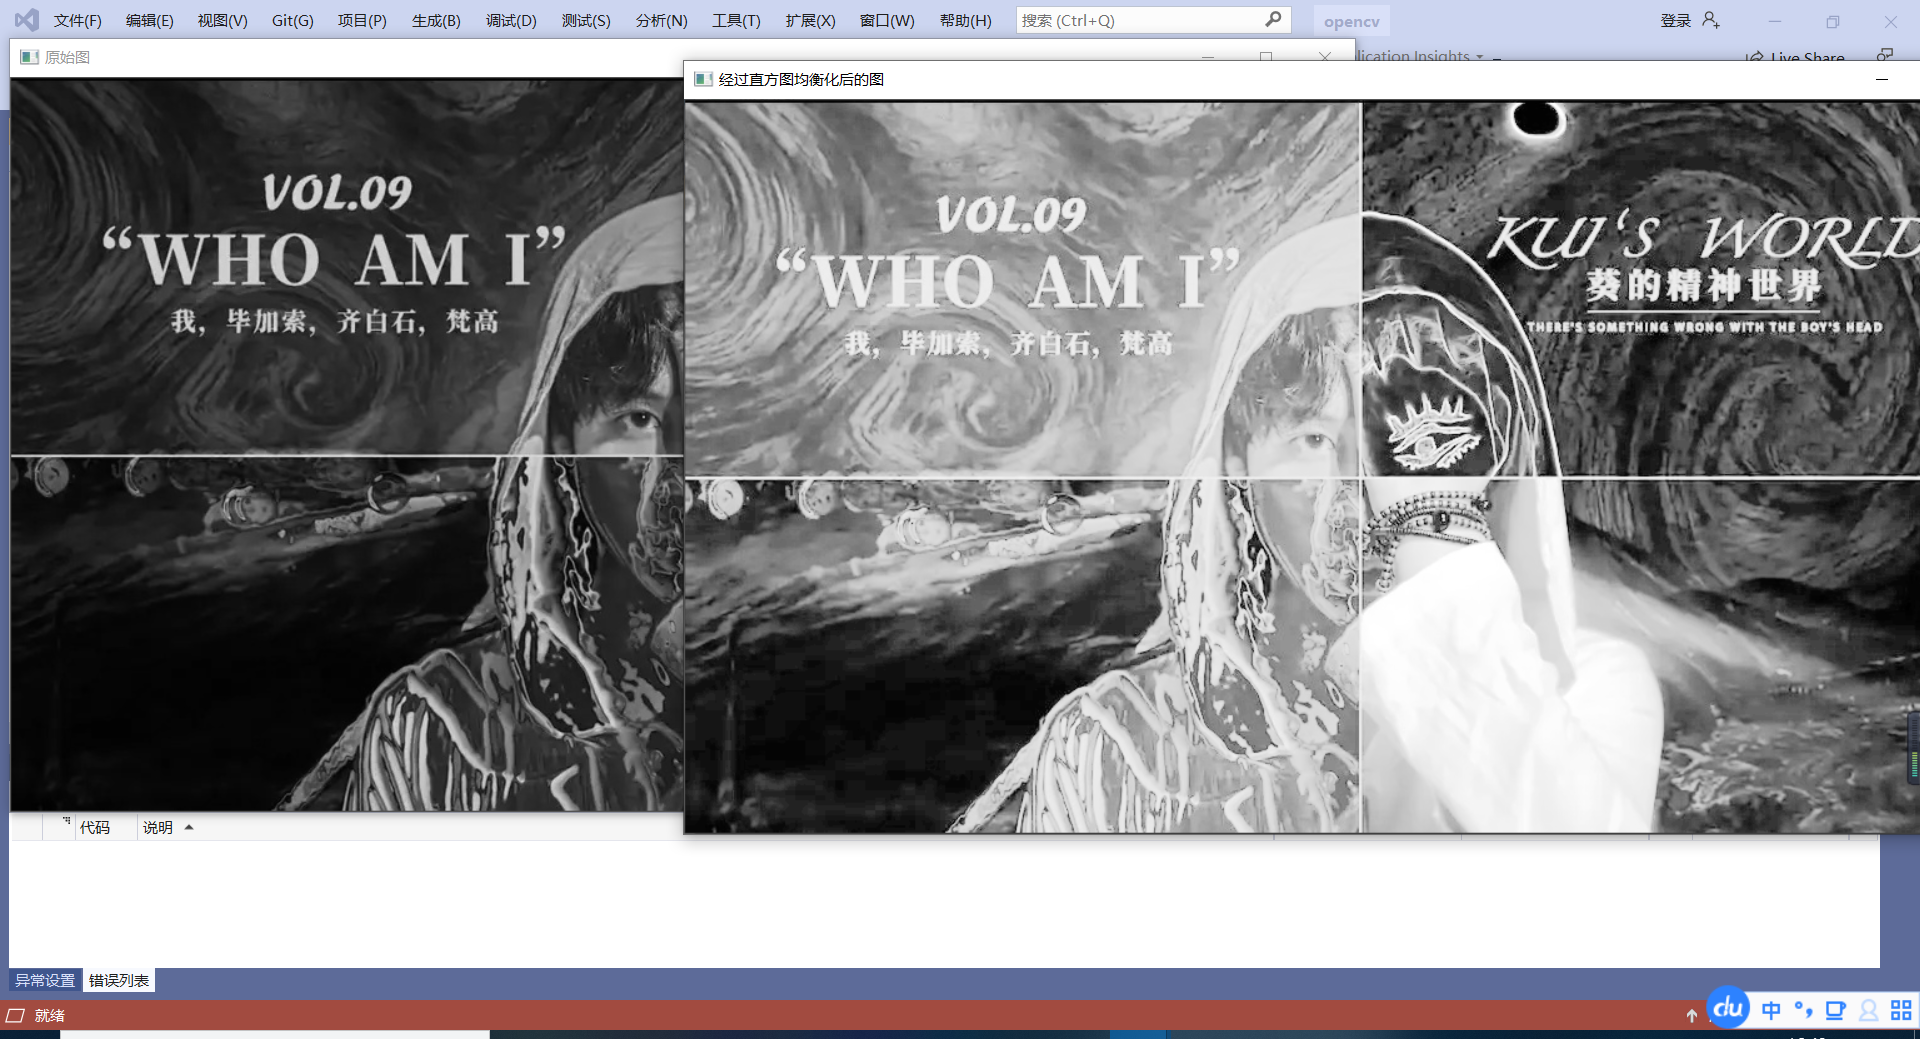 文件(F) 编辑(E) 视图(V) Git(G) 项目(P) 生成(B) 调试(D) 测试(S) 分析(N) 工具(T) 扩展(X) 窗口(W) 帮助(H) 搜索 (Ctrl+Q) opencv 登录
原始图
lication Insights
Live Share
经过直方图均衡化后的图
VOL.09
“WHO AM I”
我，毕加索，齐白石，梵高
VOL.09
“WHO AM I”
我，毕加索，齐白石，梵高
KUI'S WORLD
葵的精神世界
THERE'S SOMETHING WRONG WITH THE BOY'S HEAD
代码 说明
异常设置 错误列表
就绪
du 中